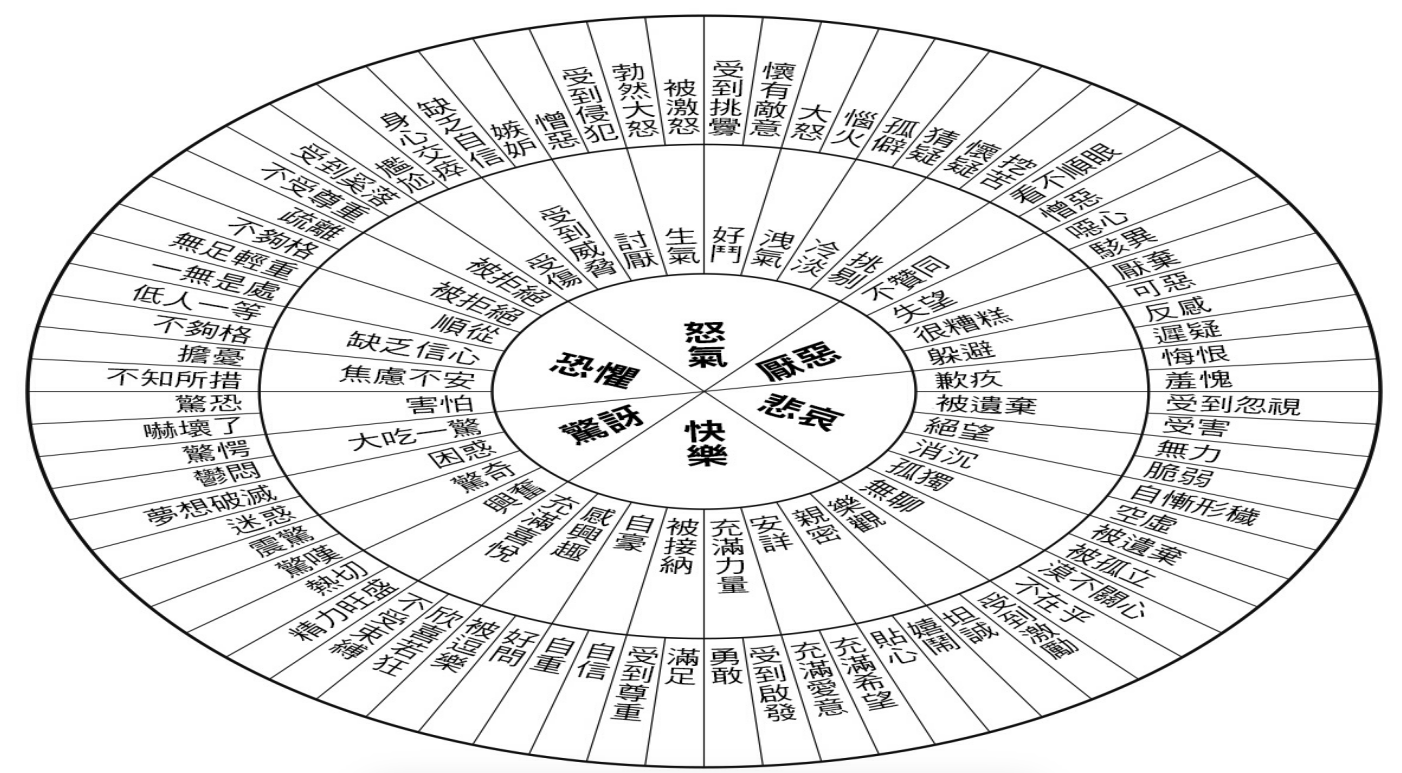 怒氣
厭惡
悲哀
快樂
驚訝
恐懼
好鬥
洩氣
冷淡
挑剔
不贊同
失望
很糟糕
躲避
歉疚
被遺棄
絕望
消沉
孤獨
無聊
樂觀
親密
安詳
充滿力量
被接納
自豪
感興趣
充滿喜悅
興奮
驚奇
困惑
大吃一驚
害怕
焦慮不安
缺乏信心
順從
被拒絕
被拒絕
受傷
受到威脅
討厭
生氣
受到挑釁
懷有敵意
大怒
惱火
孤僻
猜疑
懷疑
挖苦
看不順眼
憎惡
噁心
駭異
厭棄
可惡
反感
遲疑
悔恨
羞愧
受到忽視
受害
無力
脆弱
自慚形穢
空虛
被遺棄
被孤立
漠不關心
不在乎
受到激勵
坦誠
嬉鬧
貼心
充滿希望
充滿愛意
受到啟發
勇敢
滿足
受到尊重
自信
自重
好問
被逗樂
欣喜若狂
不受束縛
精力旺盛
熱切
驚嘆
震驚
迷惑
夢想破滅
鬱悶
驚愕
嚇壞了
驚恐
不知所措
擔憂
不夠格
低人一等
一無是處
無足輕重
不夠格
疏離
不受尊重
受到奚落
尷尬
身心交瘁
缺乏自信
嫉妒
憎惡
受到侵犯
勃然大怒
被激怒